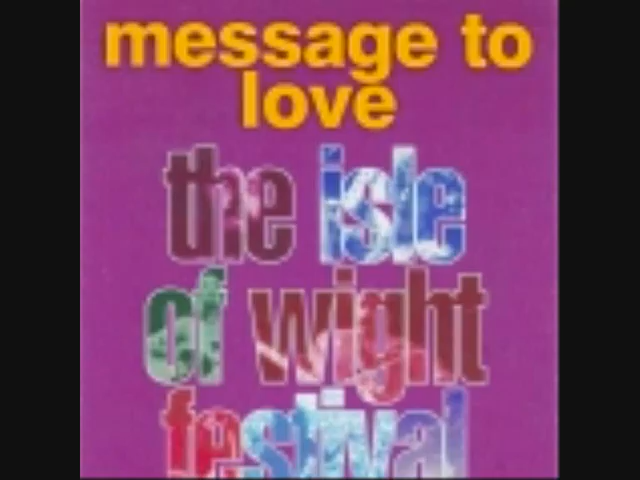 message to
love
the isle
of wight
festival